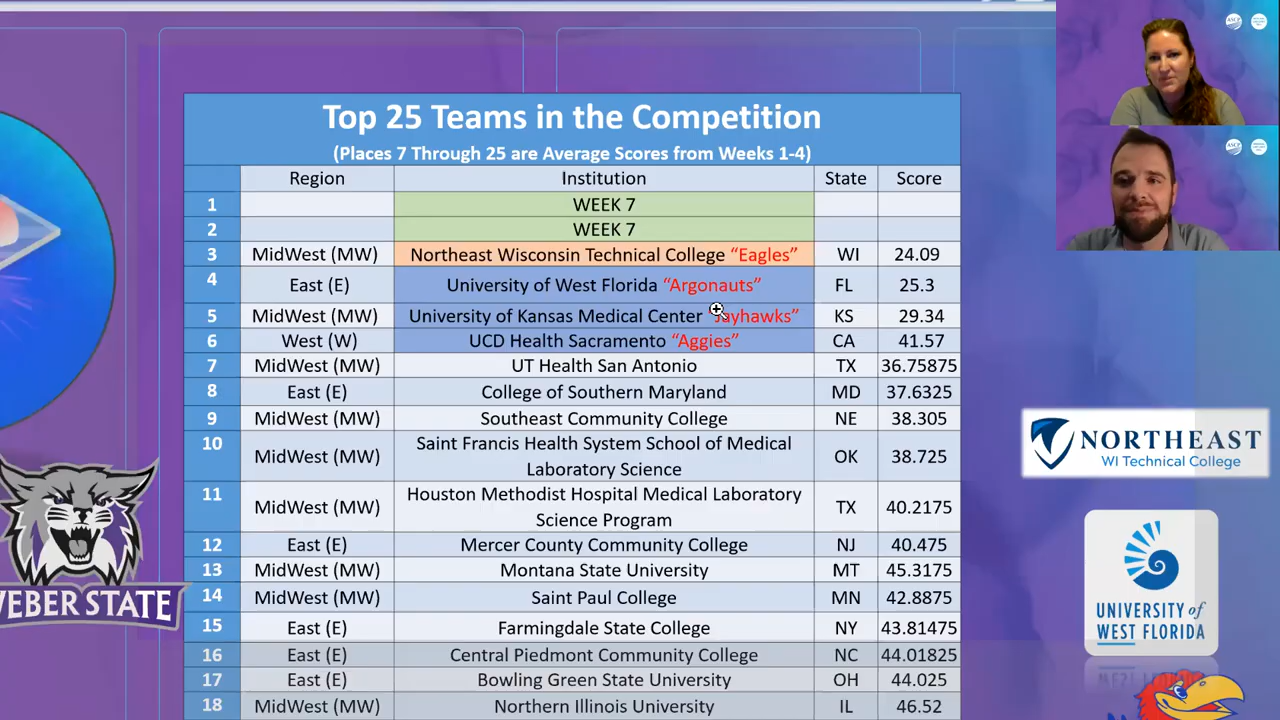 Top 25 Teams in the Competition
(Places 7 Through 25 are Average Scores from Weeks 1-4)
Region Institution State Score
1 WEEK 7
2 WEEK 7
3 MidWest (MW) Northeast Wisconsin Technical College “Eagles” WI 24.09
4 East (E) University of West Florida “Argonauts” FL 25.3
5 MidWest (MW) University of Kansas Medical Center “Jayhawks” KS 29.34
6 West (W) UCD Health Sacramento “Aggies” CA 41.57
7 MidWest (MW) UT Health San Antonio TX 36.75875
8 East (E) College of Southern Maryland MD 37.6325
9 MidWest (MW) Southeast Community College NE 38.305
10 MidWest (MW) Saint Francis Health System School of Medical
Laboratory Science OK 38.725
11 MidWest (MW) Houston Methodist Hospital Medical Laboratory
Science Program TX 40.2175
12 East (E) Mercer County Community College NJ 40.475
13 MidWest (MW) Montana State University MT 45.3175
14 MidWest (MW) Saint Paul College MN 42.8875
15 East (E) Farmingdale State College NY 43.81475
16 East (E) Central Piedmont Community College NC 44.01825
17 East (E) Bowling Green State University OH 44.025
18 MidWest (MW) Northern Illinois University IL 46.52
WEBER STATE
NORTHEAST
WI Technical College
UNIVERSITY of
WEST FLORIDA